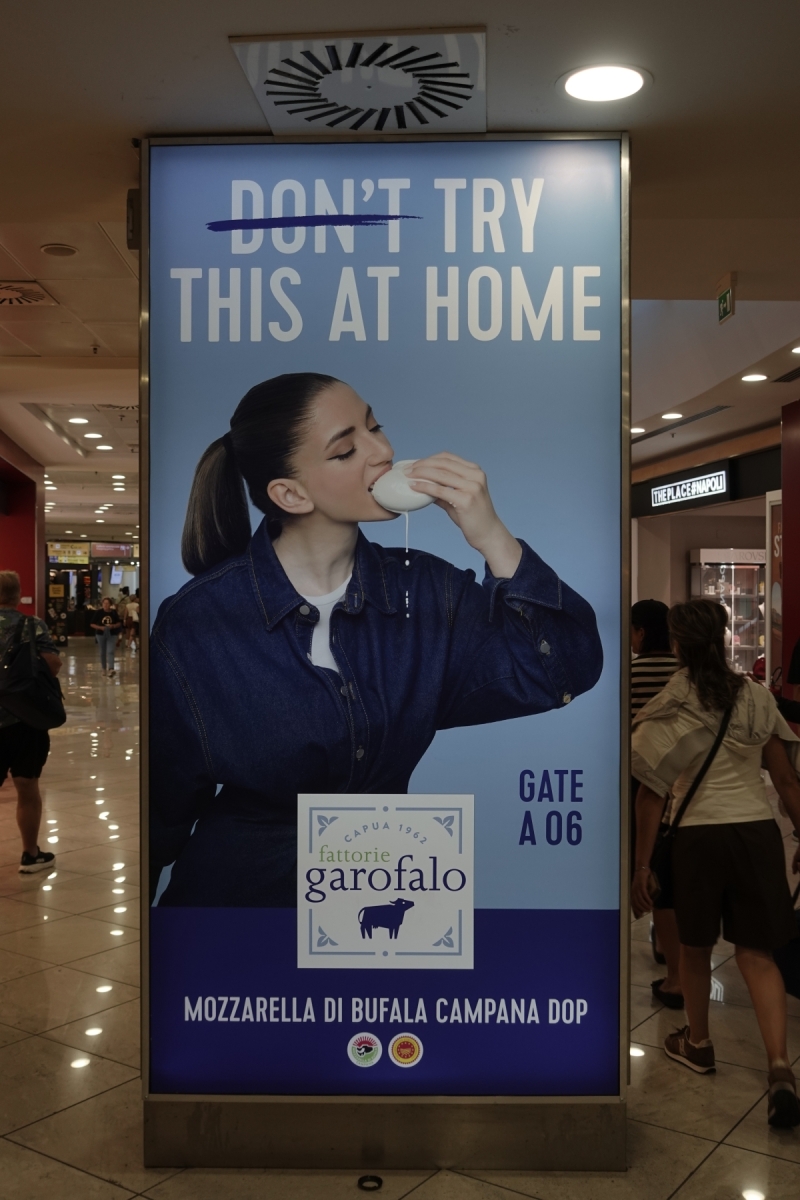 DON'T TRY
THIS AT HOME
THE PLACE#NAPOLI
GATE
A 06
CAPUA 1962
fattorie
garofalo
MOZZARELLA DI BUFALA CAMPANA DOP